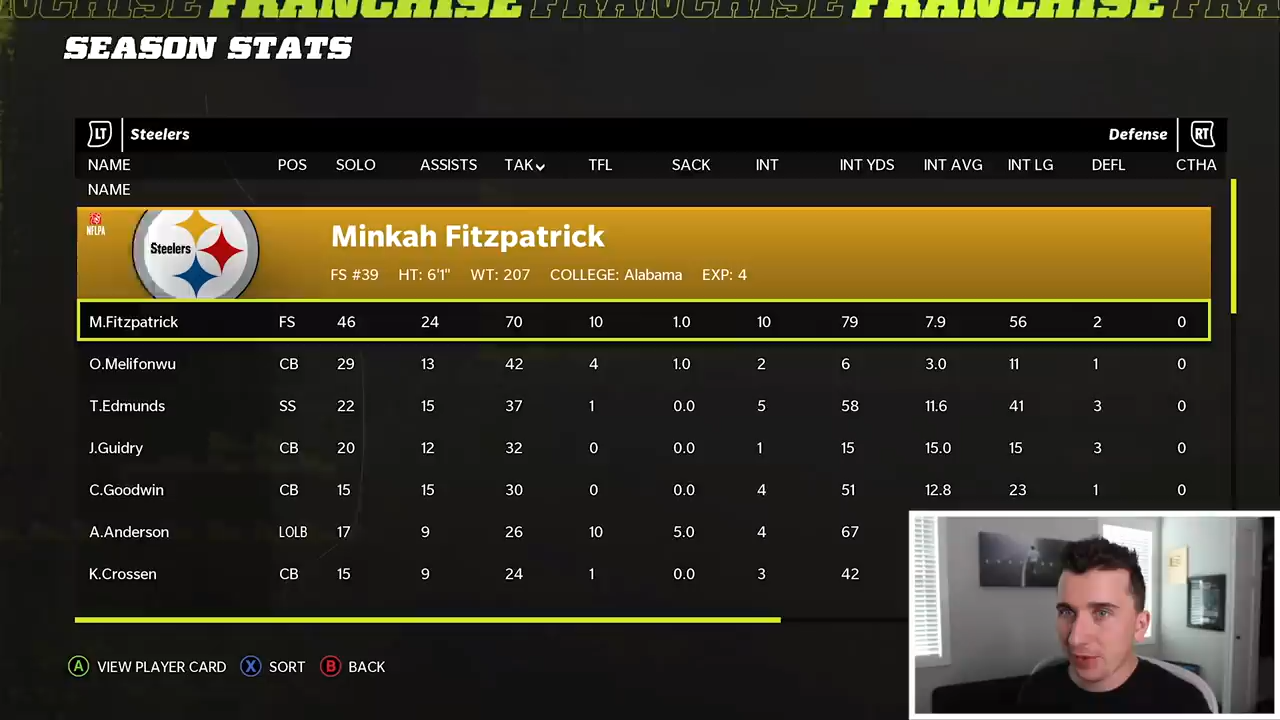 FRANCHISE FRANCHISE FRANCHISE FRANCHISE
SEASON STATS
LT Steelers Defense RT
NAME POS SOLO ASSISTS TAK TFL SACK INT INT YDS INT AVG INT LG DEFL CTHA
NAME
NFLPA
Steelers
Minkah Fitzpatrick
FS #39 HT: 6'1" WT: 207 COLLEGE: Alabama EXP: 4
M.Fitzpatrick FS 46 24 70 10 1.0 10 79 7.9 56 2 0
O.Melifonwu CB 29 13 42 4 1.0 2 6 3.0 11 1 0
T.Edmunds SS 22 15 37 1 0.0 5 58 11.6 41 3 0
J.Guidry CB 20 12 32 0 0.0 1 15 15.0 15 3 0
C.Goodwin CB 15 15 30 0 0.0 4 51 12.8 23 1 0
A.Anderson LOLB 17 9 26 10 5.0 4 67
K.Crossen CB 15 9 24 1 0.0 3 42
A VIEW PLAYER CARD X SORT B BACK